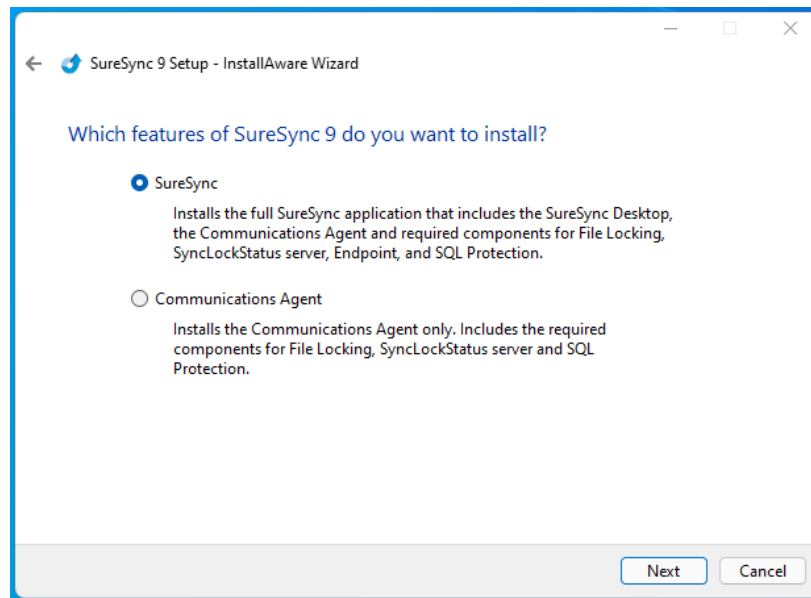 SureSync 9 Setup - InstallAware Wizard
Which features of SureSync 9 do you want to install?
SureSync
Installs the full SureSync application that includes the SureSync Desktop,
the Communications Agent and required components for File Locking,
SyncLockStatus server, Endpoint, and SQL Protection.
Communications Agent
Installs the Communications Agent only. Includes the required
components for File Locking, SyncLockStatus server and SQL
Protection.
Next Cancel